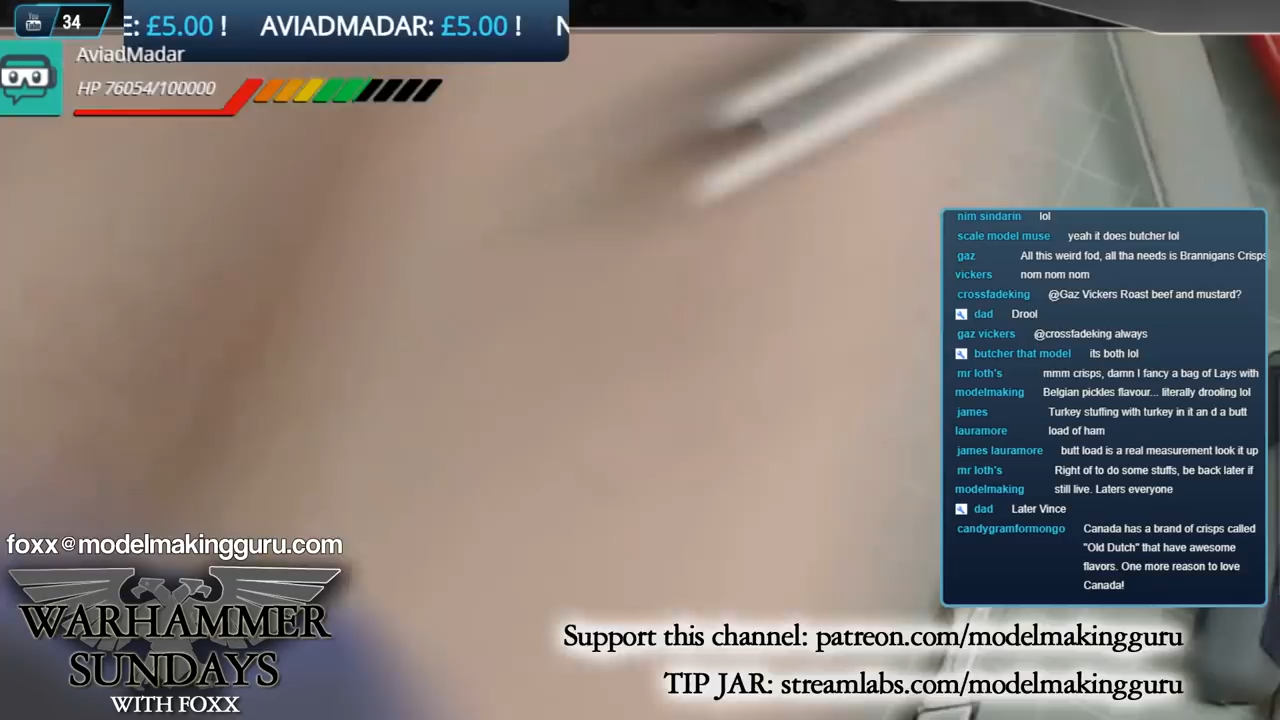 You Tube 34
E: £5.00 ! AVIADMADAR: £5.00 ! N
AviadMadar
HP 76054/100000
nim sindarin lol
scale model muse yeah it does butcher lol
gaz All this weird fod, all tha needs is Brannigans Crisps
vickers nom nom nom
crossfadeking @Gaz Vickers Roast beef and mustard?
dad Drool
gaz vickers @crossfadeking always
butcher that model its both lol
mr loth's mmm crisps, damn I fancy a bag of Lays with
modelmaking Belgian pickles flavour... literally drooling lol
james Turkey stuffing with turkey in it an d a butt
lauramore load of ham
james lauramore butt load is a real measurement look it up
mr loth's Right of to do some stuffs, be back later if
modelmaking still live. Laters everyone
dad Later Vince
candygramformongo Canada has a brand of crisps called
"Old Dutch" that have awesome
flavors. One more reason to love
Canada!
foxx@modelmakingguru.com
WARHAMMER
SUNDAYS
WITH FOXX
Support this channel: patreon.com/modelmakingguru
TIP JAR: streamlabs.com/modelmakingguru